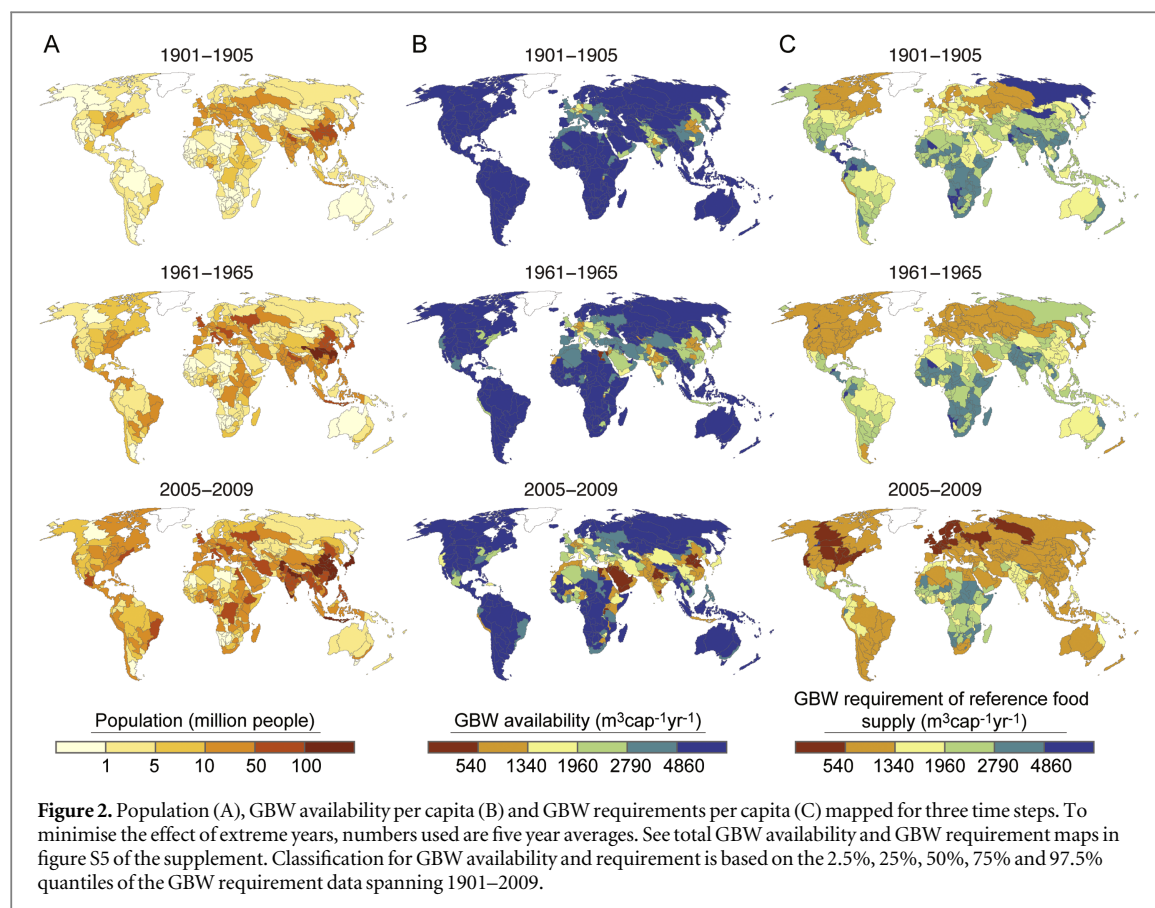 A
B
C
1901–1905
1901–1905
1901–1905
1961–1965
1961–1965
1961–1965
2005–2009
2005–2009
2005–2009
Population (million people)
1 5 10 50 100
GBW availability (m³cap⁻¹yr⁻¹)
540 1340 1960 2790 4860
GBW requirement of reference food
supply (m³cap⁻¹yr⁻¹)
540 1340 1960 2790 4860
Figure 2. Population (A), GBW availability per capita (B) and GBW requirements per capita (C) mapped for three time steps. To
minimise the effect of extreme years, numbers used are five year averages. See total GBW availability and GBW requirement maps in
figure S5 of the supplement. Classification for GBW availability and requirement is based on the 2.5%, 25%, 50%, 75% and 97.5%
quantiles of the GBW requirement data spanning 1901–2009.